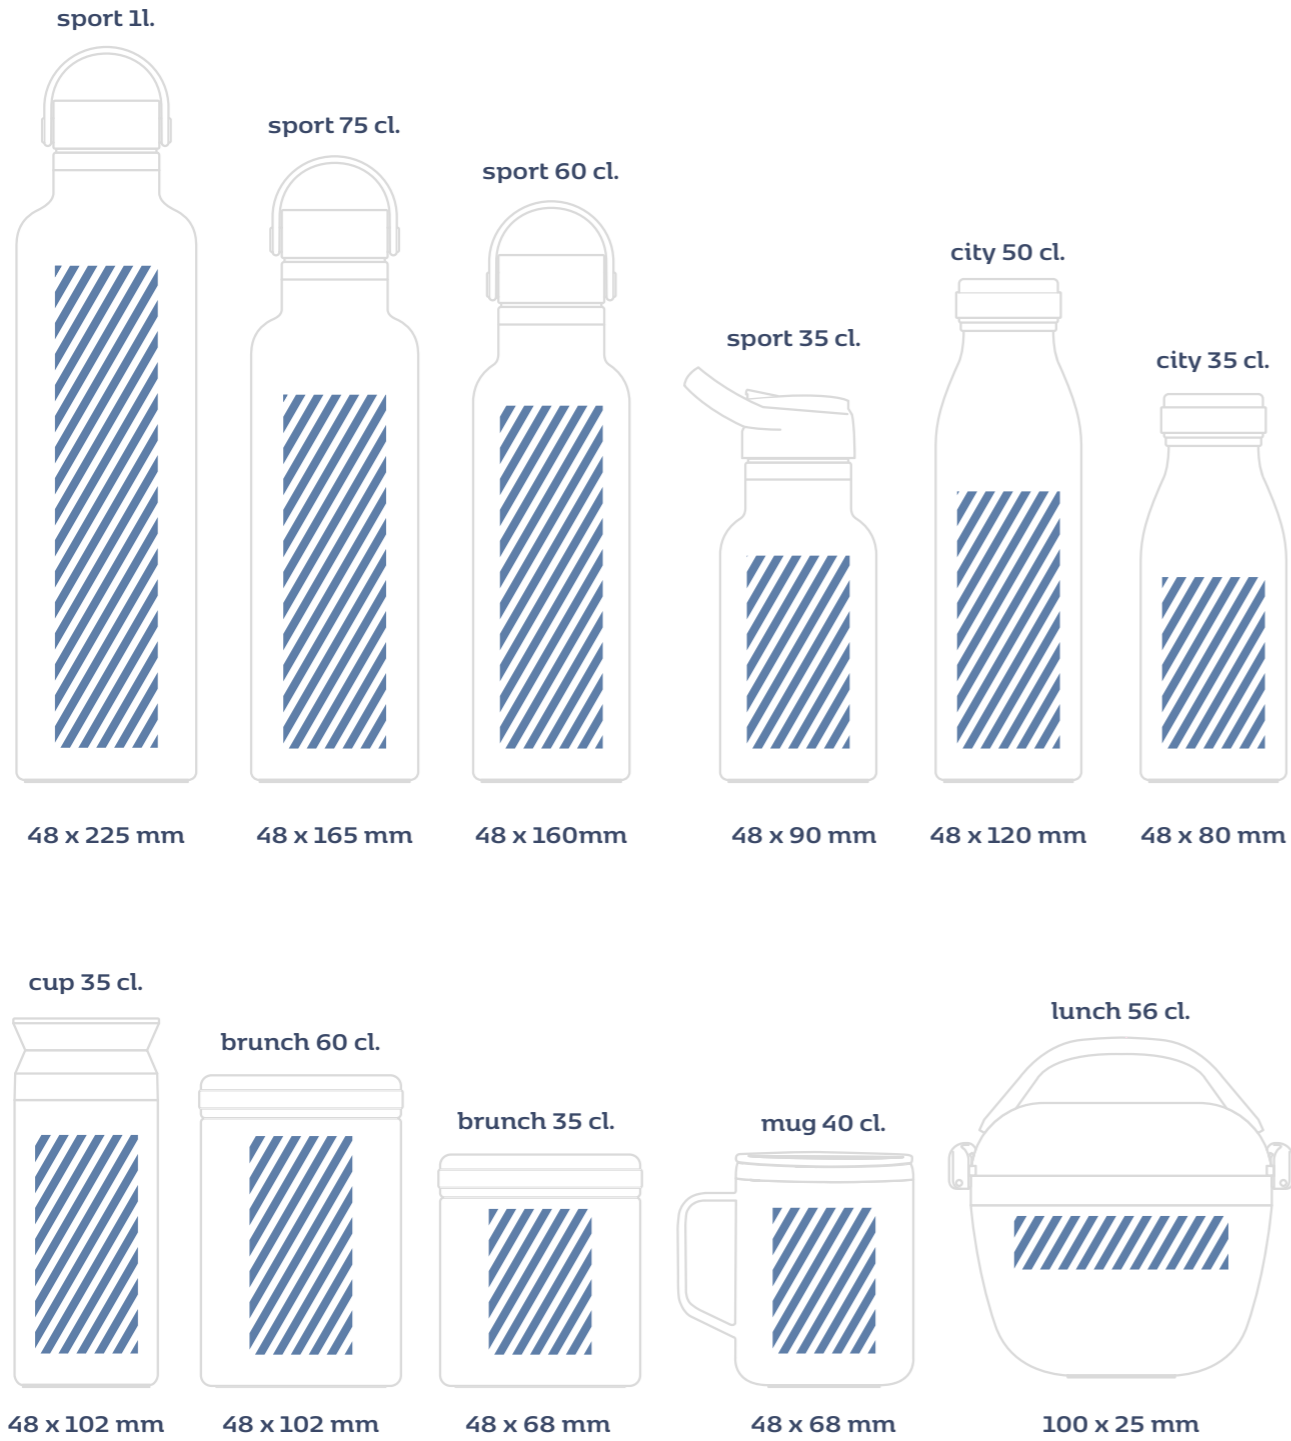 sport 1l.
sport 75 cl.
sport 60 cl.
sport 35 cl.
city 50 cl.
city 35 cl.
48 x 225 mm
48 x 165 mm
48 x 160mm
48 x 90 mm
48 x 120 mm
48 x 80 mm
cup 35 cl.
brunch 60 cl.
brunch 35 cl.
mug 40 cl.
lunch 56 cl.
48 x 102 mm
48 x 102 mm
48 x 68 mm
48 x 68 mm
100 x 25 mm